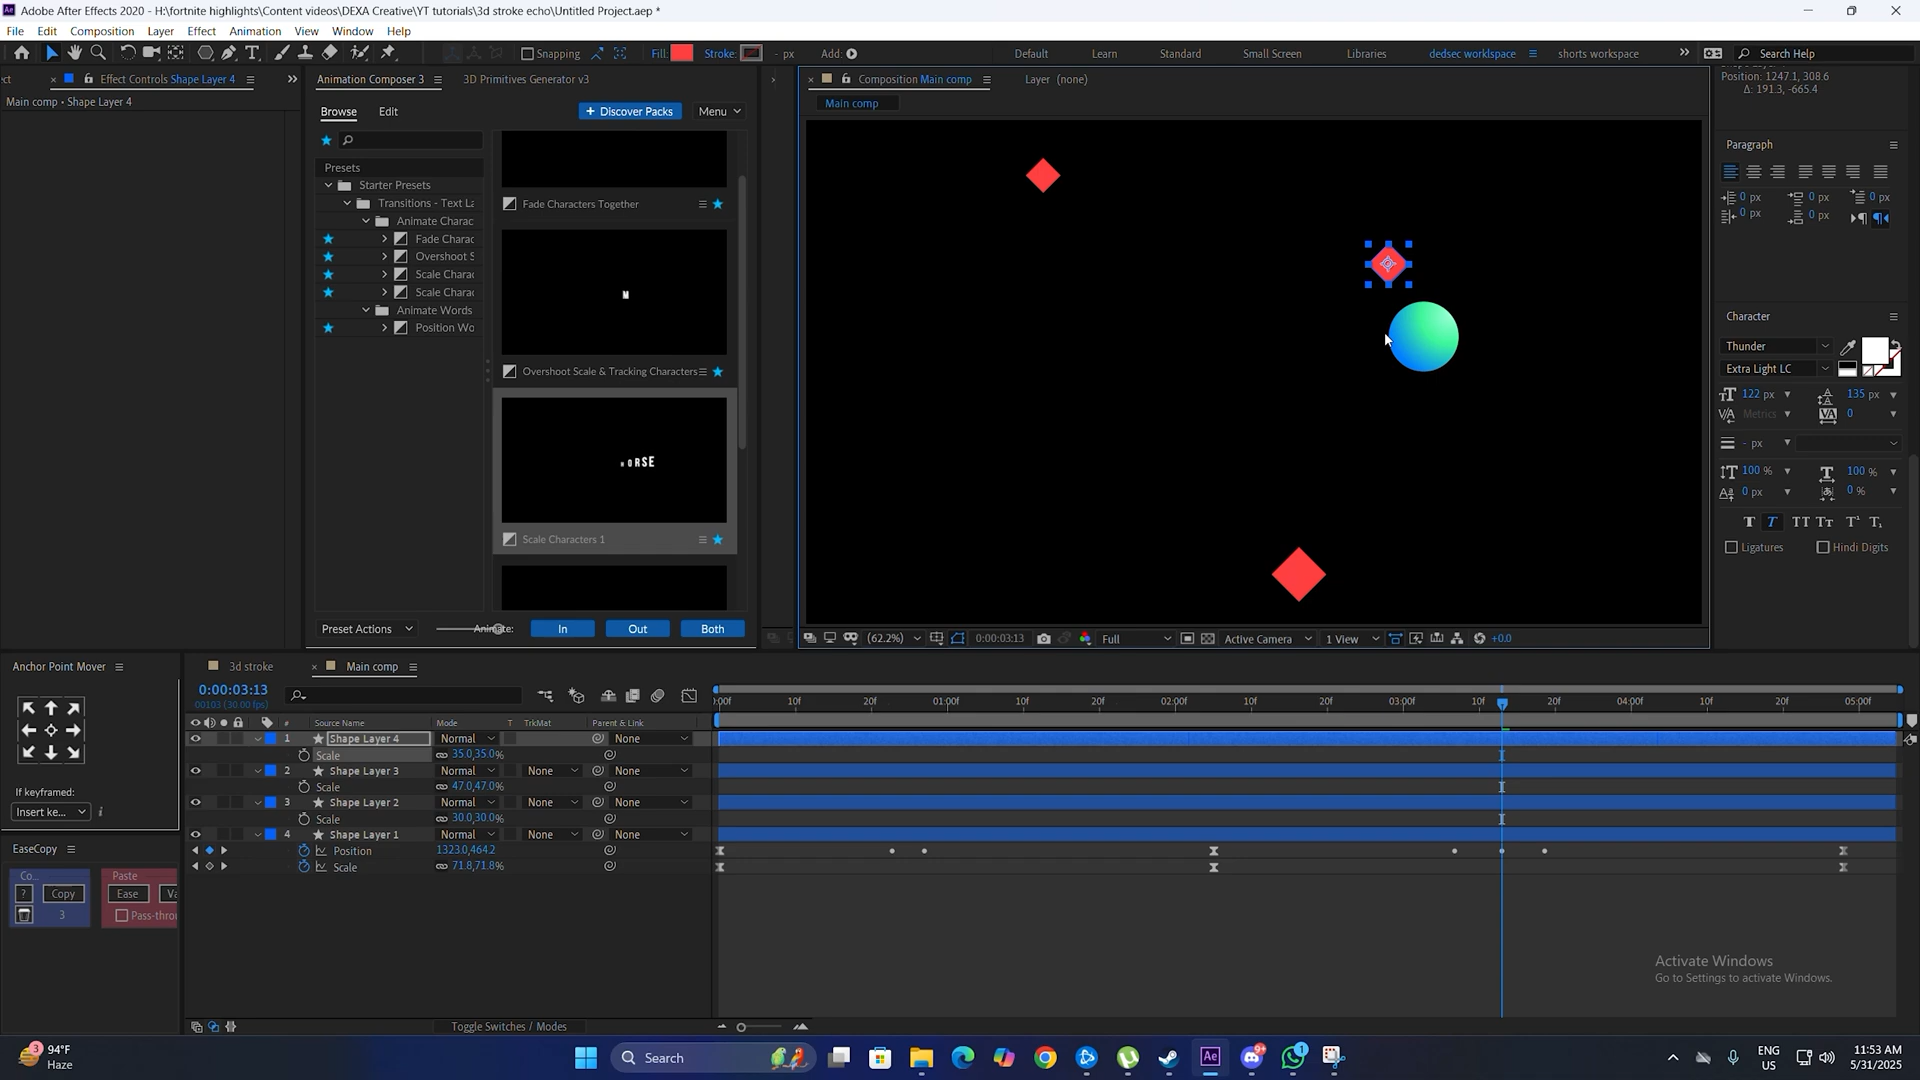 Adobe After Effects 2020 - H:\fortnite highlights\Content videos\DEXA Creative\YT tutorials\3d stroke echo\Untitled Project.aep *
File Edit Composition Layer Effect Animation View Window Help
Snapping Fill: Stroke: - px Add: Default Learn Standard Small Screen Libraries dedsec worldspace shorts workspace Search Help
Effect Controls Shape Layer 4
Main comp • Shape Layer 4
Animation Composer 3 3D Primitives Generator v3
Browse Edit + Discover Packs Menu
Presets
Starter Presets
Transitions - Text La
Animate Charac
Fade Charac
Overshoot S
Scale Charac
Scale Charac
Animate Words
Position Wo
Fade Characters Together
M
Overshoot Scale & Tracking Characters
HORSE
Scale Characters 1
Preset Actions Animate: In Out Both
Composition Main comp Layer (none)
Main comp
(62.2%) 0:00:03:13 Full Active Camera 1 View +0.0
Position: 1247.1, 308.6
Δ: 191.3, -665.4
Paragraph
0 px 0 px 0 px
0 px 0 px
Character
Thunder
Extra Light LC
122 px 135 px
Metrics 0
- px
100 % 100 %
0 px 0 %
T T TT Tт T¹ T₁
Ligatures Hindi Digits
Anchor Point Mover
If keyframed:
Insert ke...
EaseCopy
Co... Paste
? Copy Ease Va
3 Pass-throu
3d stroke Main comp
0:00:03:13
00103 (30.00 fps)
# Source Name Mode T TrkMat Parent & Link
1 Shape Layer 4 Normal None
Scale 35.0,35.0%
2 Shape Layer 3 Normal None None
Scale 47.0,47.0%
3 Shape Layer 2 Normal None None
Scale 30.0,30.0%
4 Shape Layer 1 Normal None None
Position 1323.0,464.2
Scale 71.8,71.8%
:00f 10f 20f 01:00f 10f 20f 02:00f 10f 20f 03:00f 10f 20f 04:00f 10f 20f 05:00f
Toggle Switches / Modes
Activate Windows
Go to Settings to activate Windows.
3 94°F
Haze
Search
Ae
9+
1
ENG
US
11:53 AM
5/31/2025